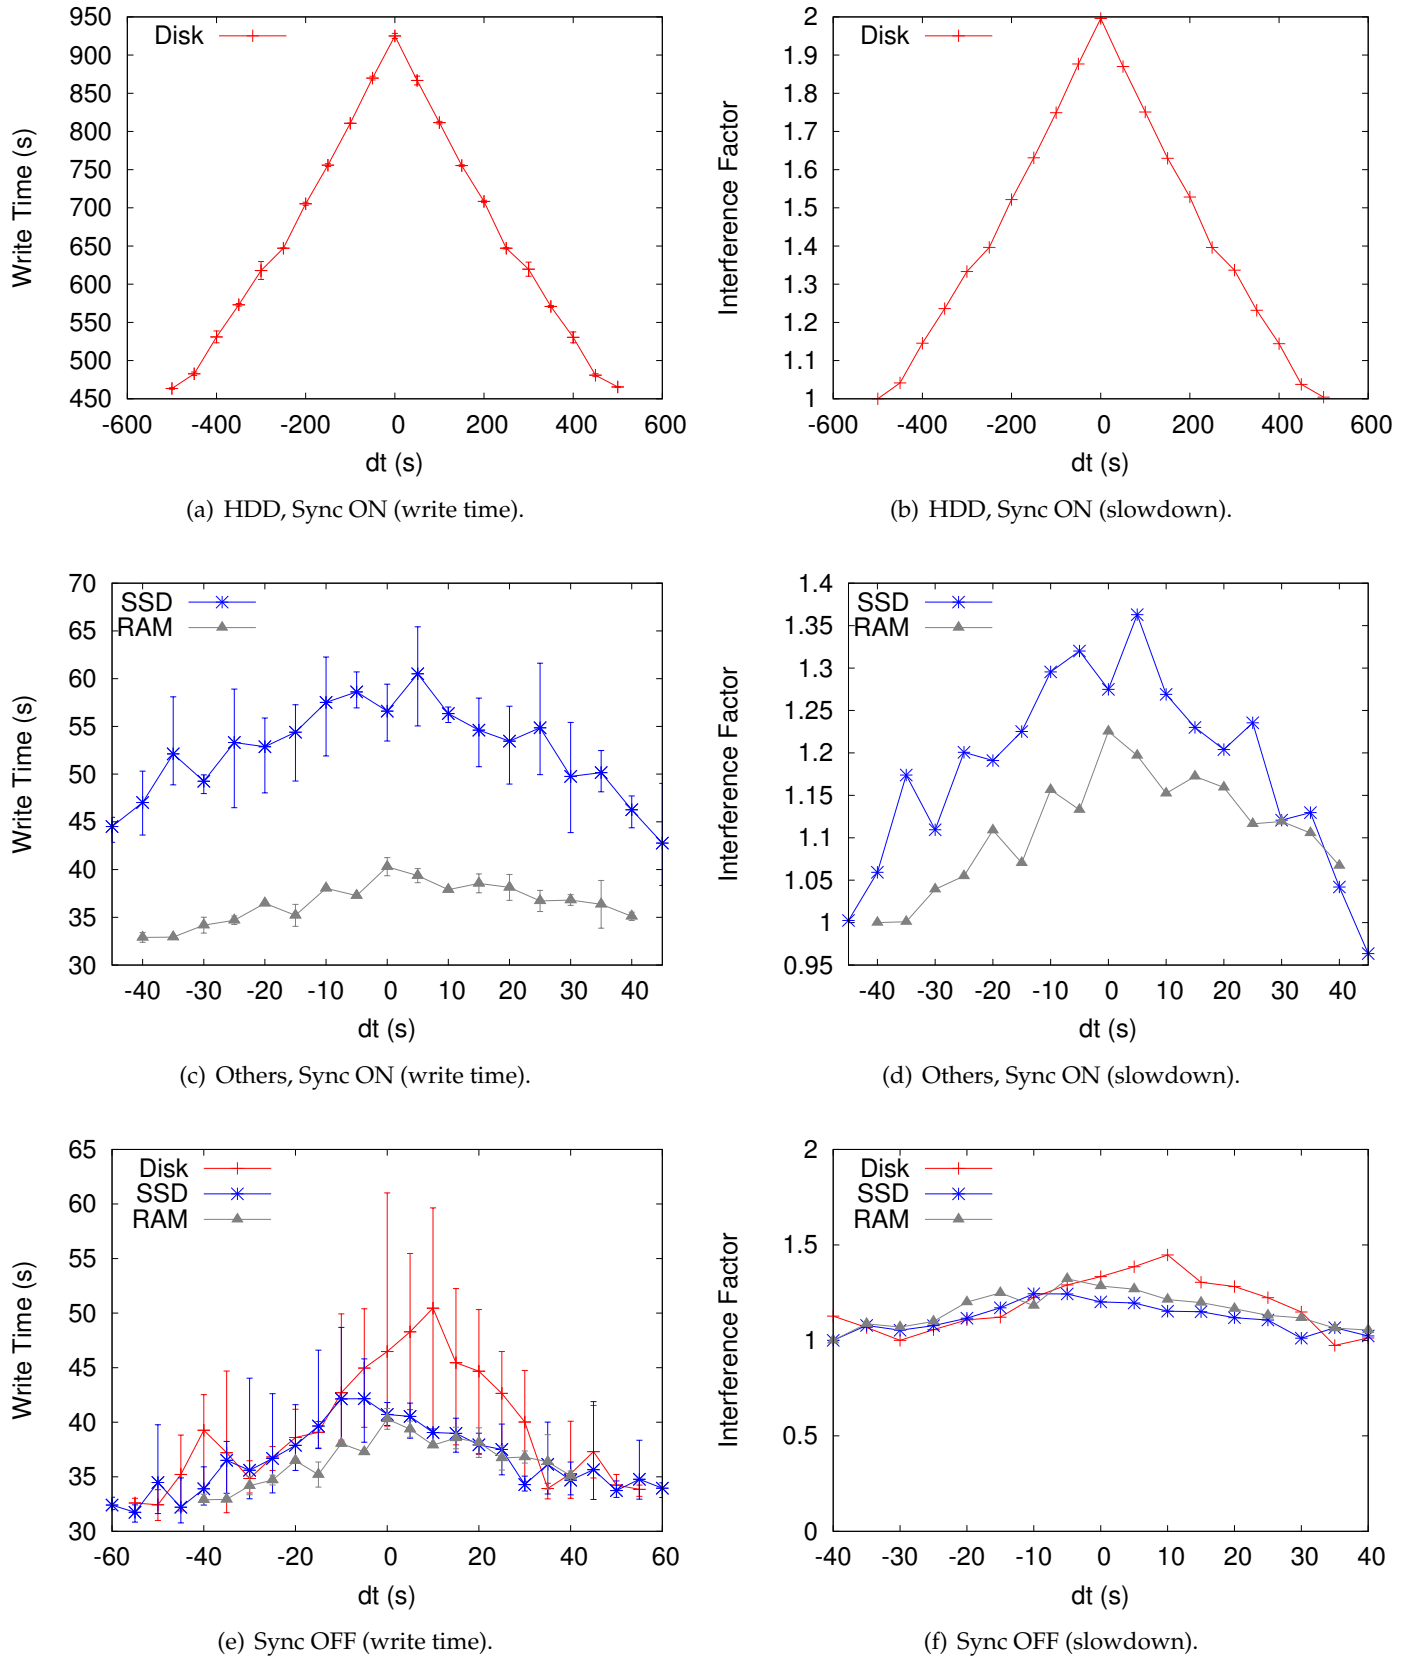 950
900
850
800
750
700
650
600
550
500
450
Write Time (s)
Disk
-600 -400 -200 0 200 400 600
dt (s)
(a) HDD, Sync ON (write time).
2
1.9
1.8
1.7
1.6
1.5
1.4
1.3
1.2
1.1
1
Interference Factor
Disk
-600 -400 -200 0 200 400 600
dt (s)
(b) HDD, Sync ON (slowdown).
70
65
60
55
50
45
40
35
30
Write Time (s)
SSD
RAM
-40 -30 -20 -10 0 10 20 30 40
dt (s)
(c) Others, Sync ON (write time).
1.4
1.35
1.3
1.25
1.2
1.15
1.1
1.05
1
0.95
Interference Factor
SSD
RAM
-40 -30 -20 -10 0 10 20 30 40
dt (s)
(d) Others, Sync ON (slowdown).
65
60
55
50
45
40
35
30
Write Time (s)
Disk
SSD
RAM
-60 -40 -20 0 20 40 60
dt (s)
(e) Sync OFF (write time).
2
1.5
1
0.5
0
Interference Factor
Disk
SSD
RAM
-40 -30 -20 -10 0 10 20 30 40
dt (s)
(f) Sync OFF (slowdown).